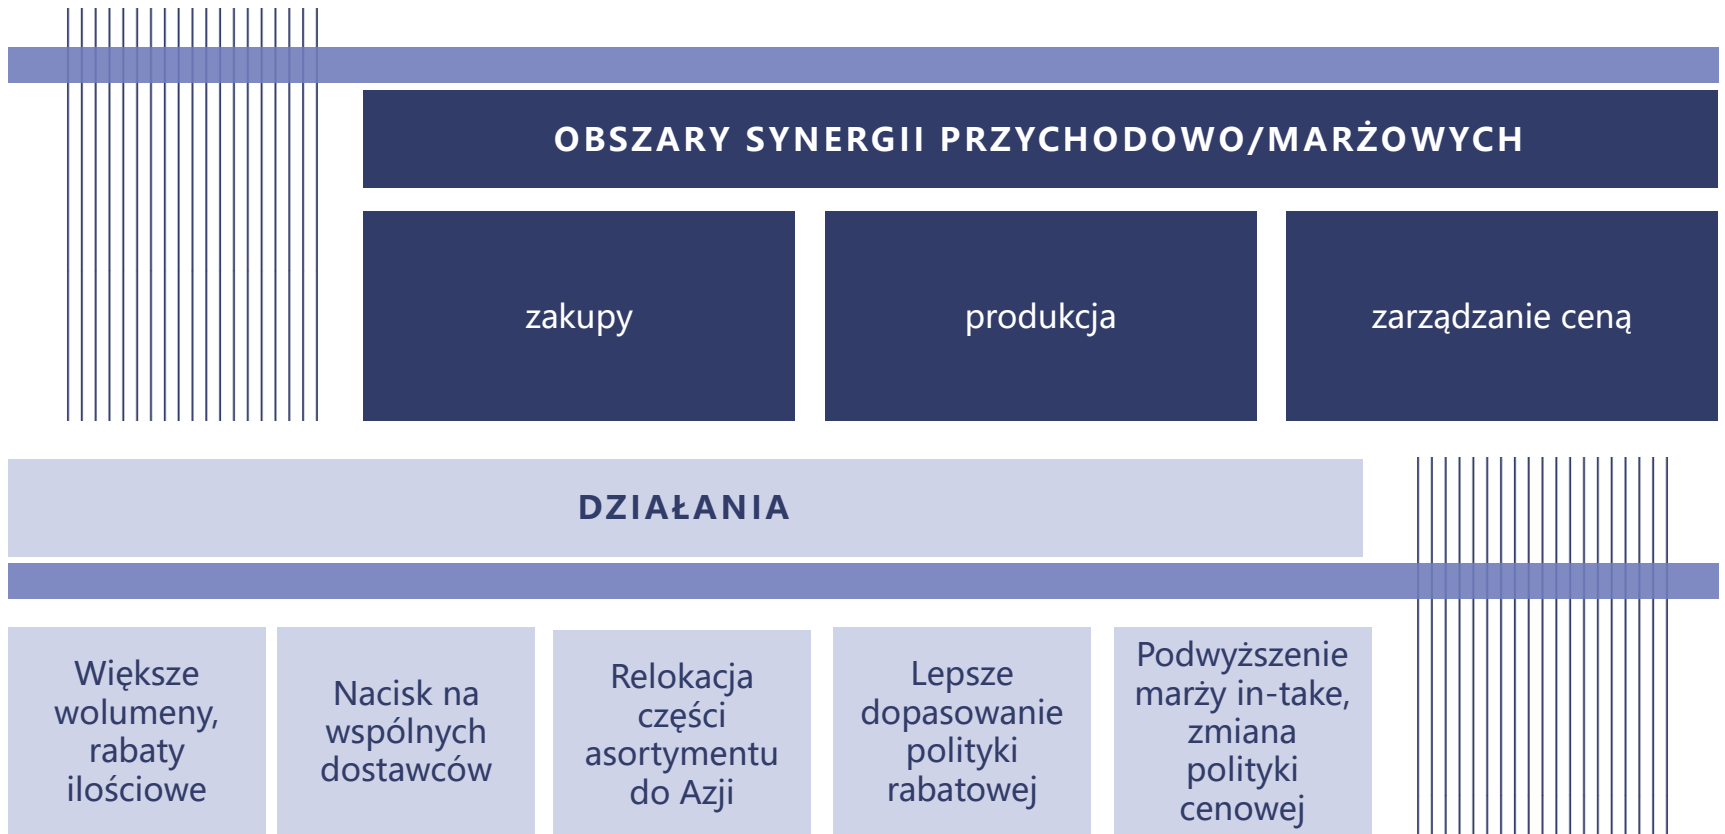 OBSZARY SYNERGII PRZYCHODOWO/MARŻOWYCH
zakupy
produkcja
zarządzanie ceną
DZIAŁANIA
Większe
wolumeny,
rabaty
ilościowe
Nacisk na
wspólnych
dostawców
Relokacja
części
asortymentu
do Azji
Lepsze
dopasowanie
polityki
rabatowej
Podwyższenie
marży in-take,
zmiana
polityki
cenowej